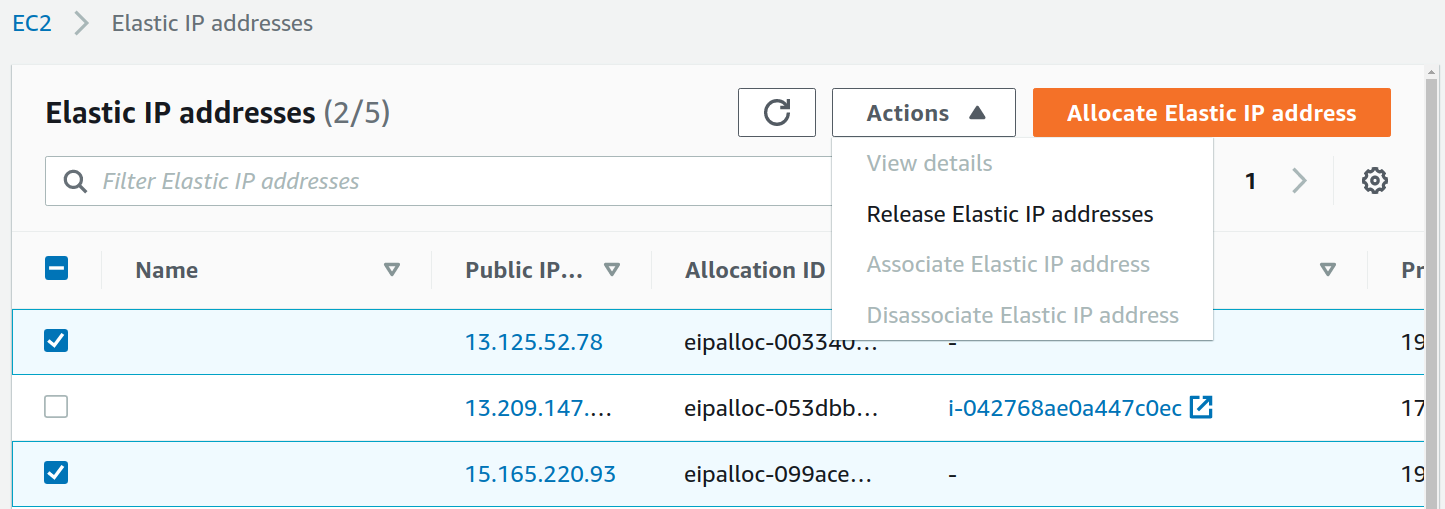 EC2 Elastic IP addresses
Elastic IP addresses (2/5)
Actions
Allocate Elastic IP address
Filter Elastic IP addresses
1
View details
Release Elastic IP addresses
Associate Elastic IP address
Disassociate Elastic IP address
Name Public IP... Allocation ID Pr
13.125.52.78 eipalloc-003340... - 19
13.209.147.... eipalloc-053dbb... i-042768ae0a447c0ec 17
15.165.220.93 eipalloc-099ace... - 19